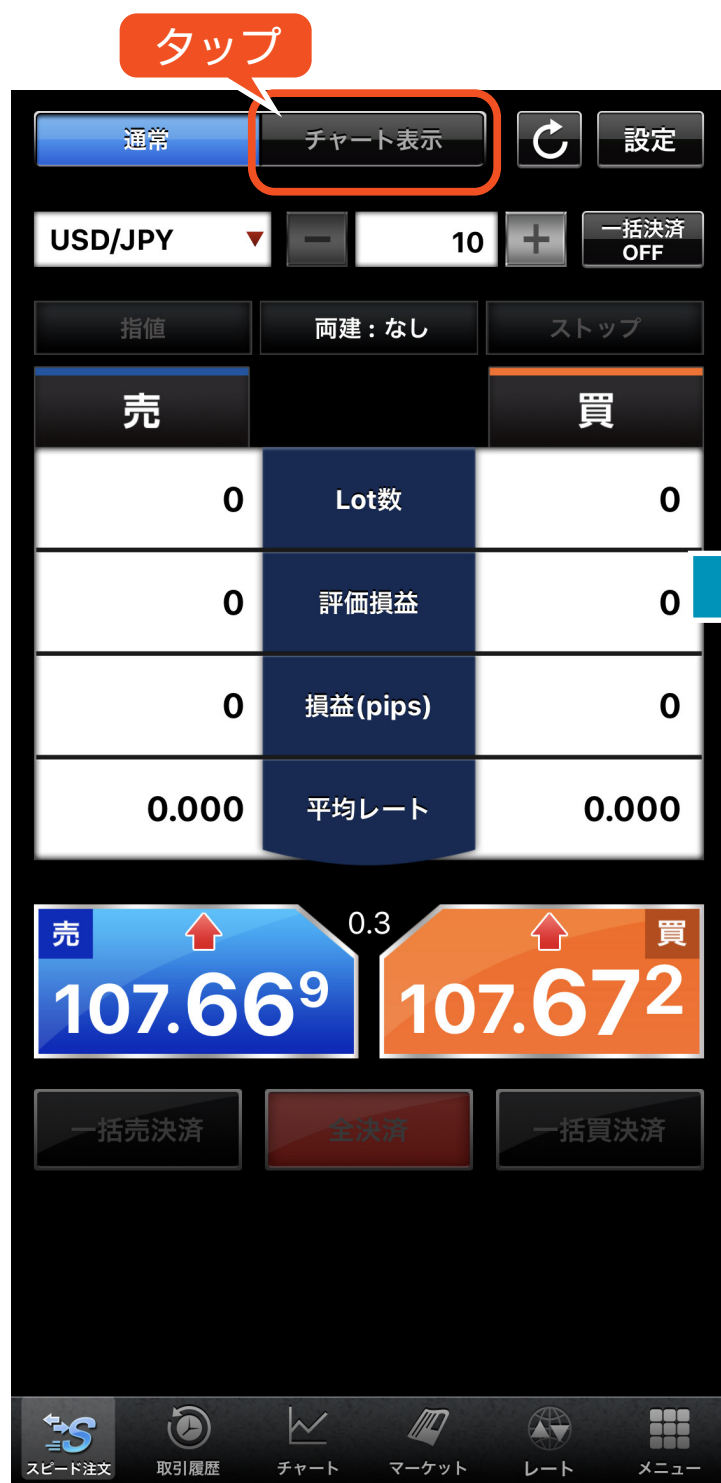 タップ
通常 チャート表示 設定
USD/JPY 10 一括決済
OFF
指値 両建:なし ストップ
売 買
0 Lot数 0
0 評価損益 0
0 損益(pips) 0
0.000 平均レート 0.000
売 0.3 買
107.669 107.672
一括売決済 全決済 一括買決済
スピード注文 取引履歴 チャート マーケット レート メニュー